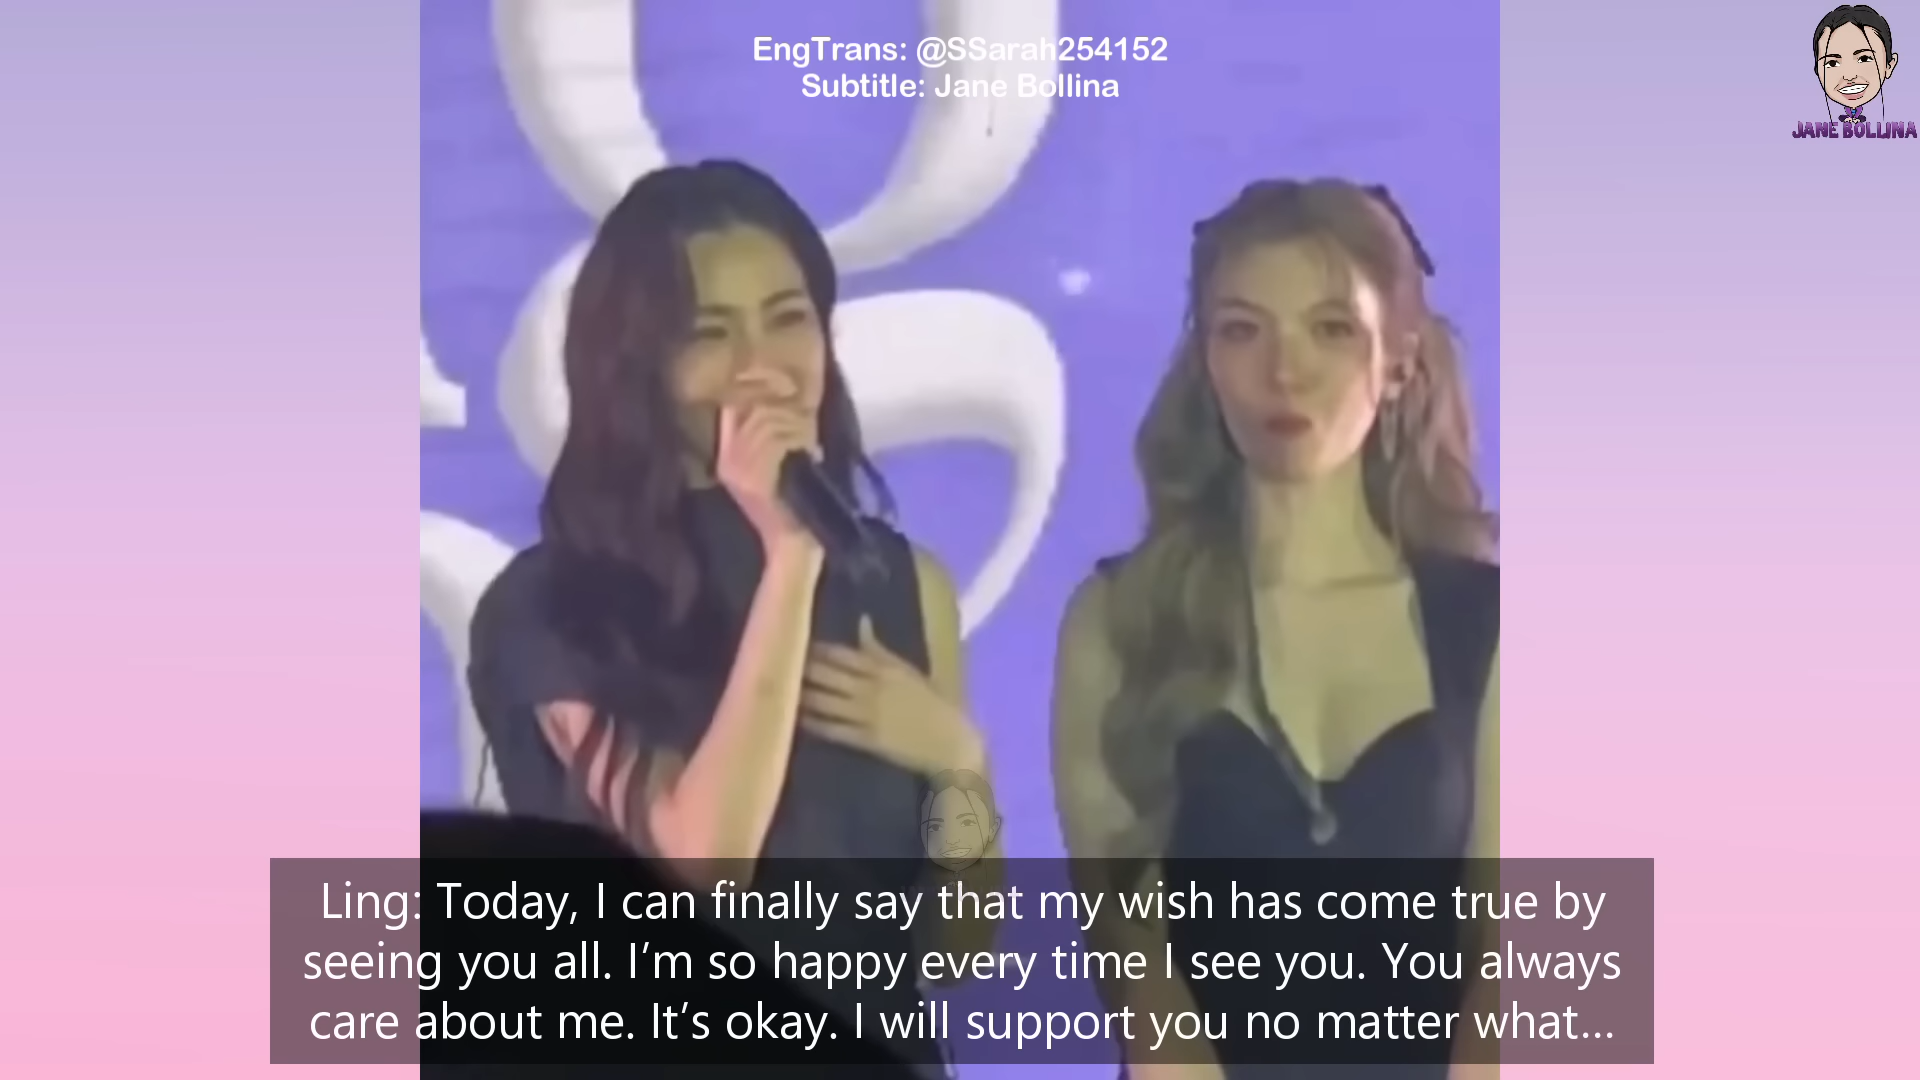 EngTrans: @SSarah254152
Subtitle: Jane Bollina
JANE BOLLINA
Ling: Today, I can finally say that my wish has come true by
seeing you all. I’m so happy every time I see you. You always
care about me. It’s okay. I will support you no matter what...